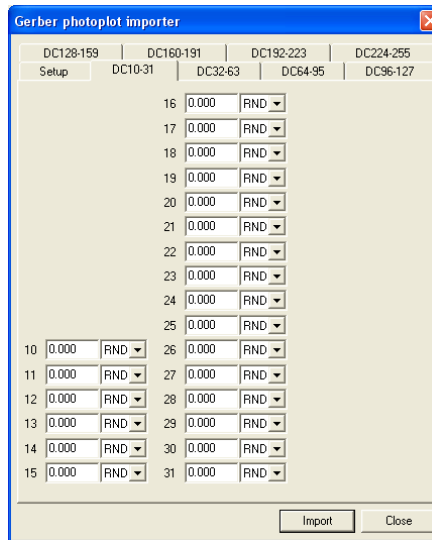 Gerber photoplot importer
DC128-159 DC160-191 DC192-223 DC224-255
Setup DC10-31 DC32-63 DC64-95 DC96-127
16 0.000 RND
17 0.000 RND
18 0.000 RND
19 0.000 RND
20 0.000 RND
21 0.000 RND
22 0.000 RND
23 0.000 RND
24 0.000 RND
25 0.000 RND
10 0.000 RND 26 0.000 RND
11 0.000 RND 27 0.000 RND
12 0.000 RND 28 0.000 RND
13 0.000 RND 29 0.000 RND
14 0.000 RND 30 0.000 RND
15 0.000 RND 31 0.000 RND
Import Close